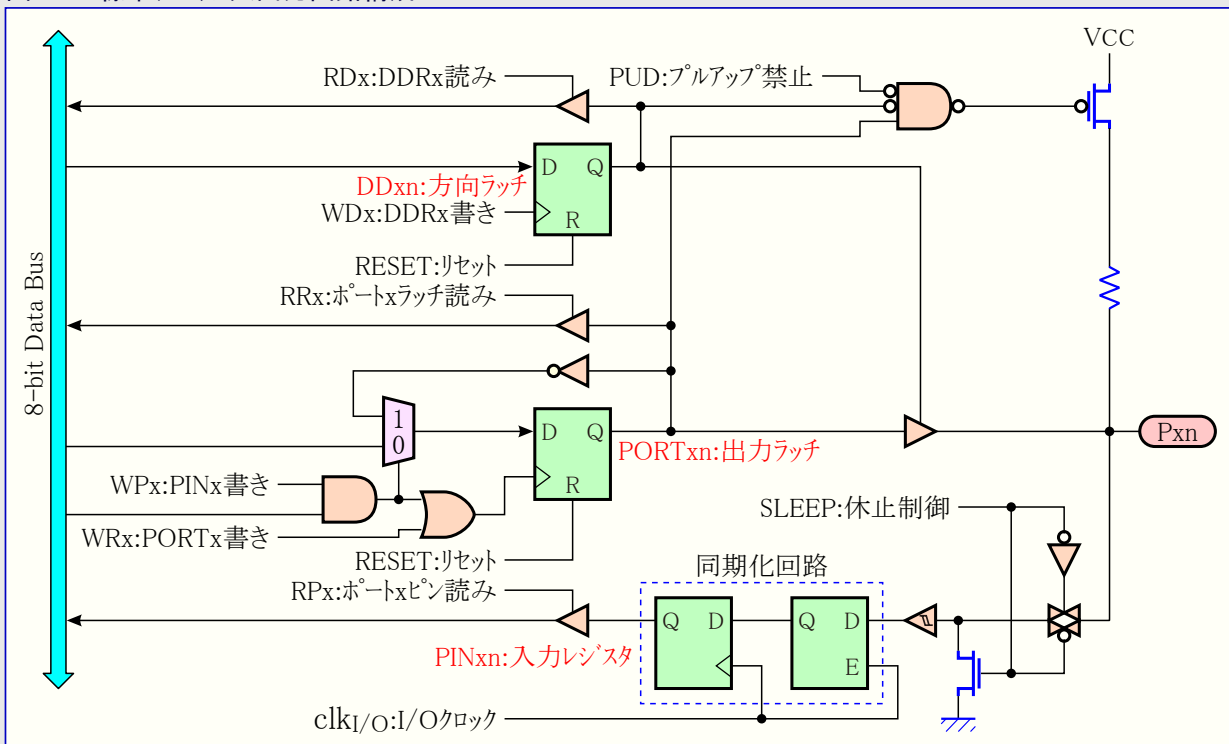 VCC
RDx:DDRx読み
PUD:プルアップ禁止
D Q
DDxn:方向ラッチ
WDx:DDRx書き
R
RESET:リセット
RRx:ポートxラッチ読み
8-bit Data Bus
1
0
D Q
PORTxn:出力ラッチ
Pxn
WPx:PINx書き
R
WRx:PORTx書き
SLEEP:休止制御
RESET:リセット
同期化回路
RPx:ポートxピン読み
Q D
Q D
PINxn:入力レジスタ
E
clkI/O:I/Oクロック